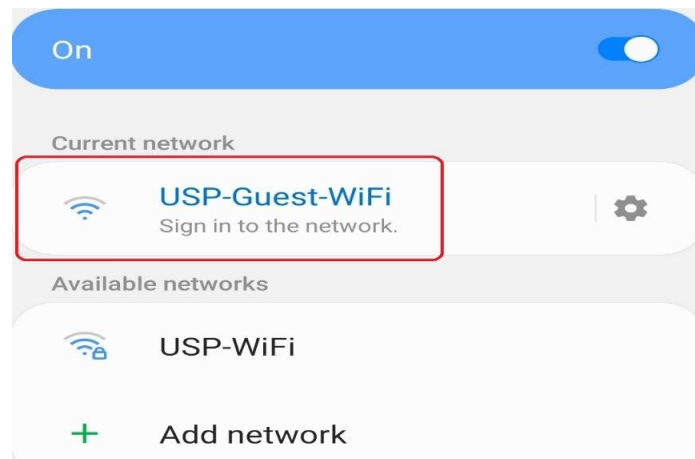 On
Current network
USP-Guest-WiFi
Sign in to the network.
Available networks
USP-WiFi
Add network